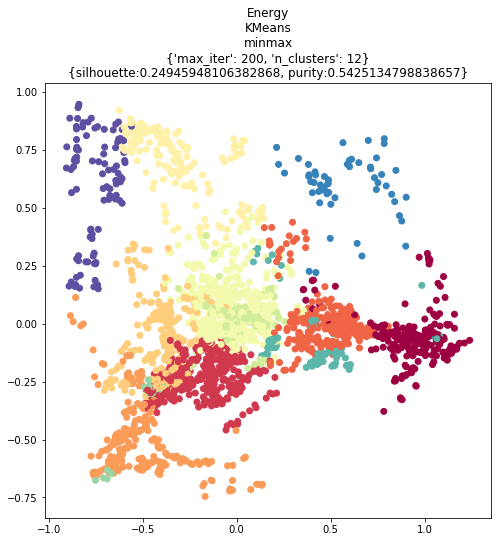 Energy
KMeans
minmax
{'max_iter': 200, 'n_clusters': 12}
{silhouette:0.24945948106382868, purity:0.5425134798838657}
1.00
0.75
0.50
0.25
0.00
−0.25
−0.50
−0.75
−1.0
−0.5
0.0
0.5
1.0